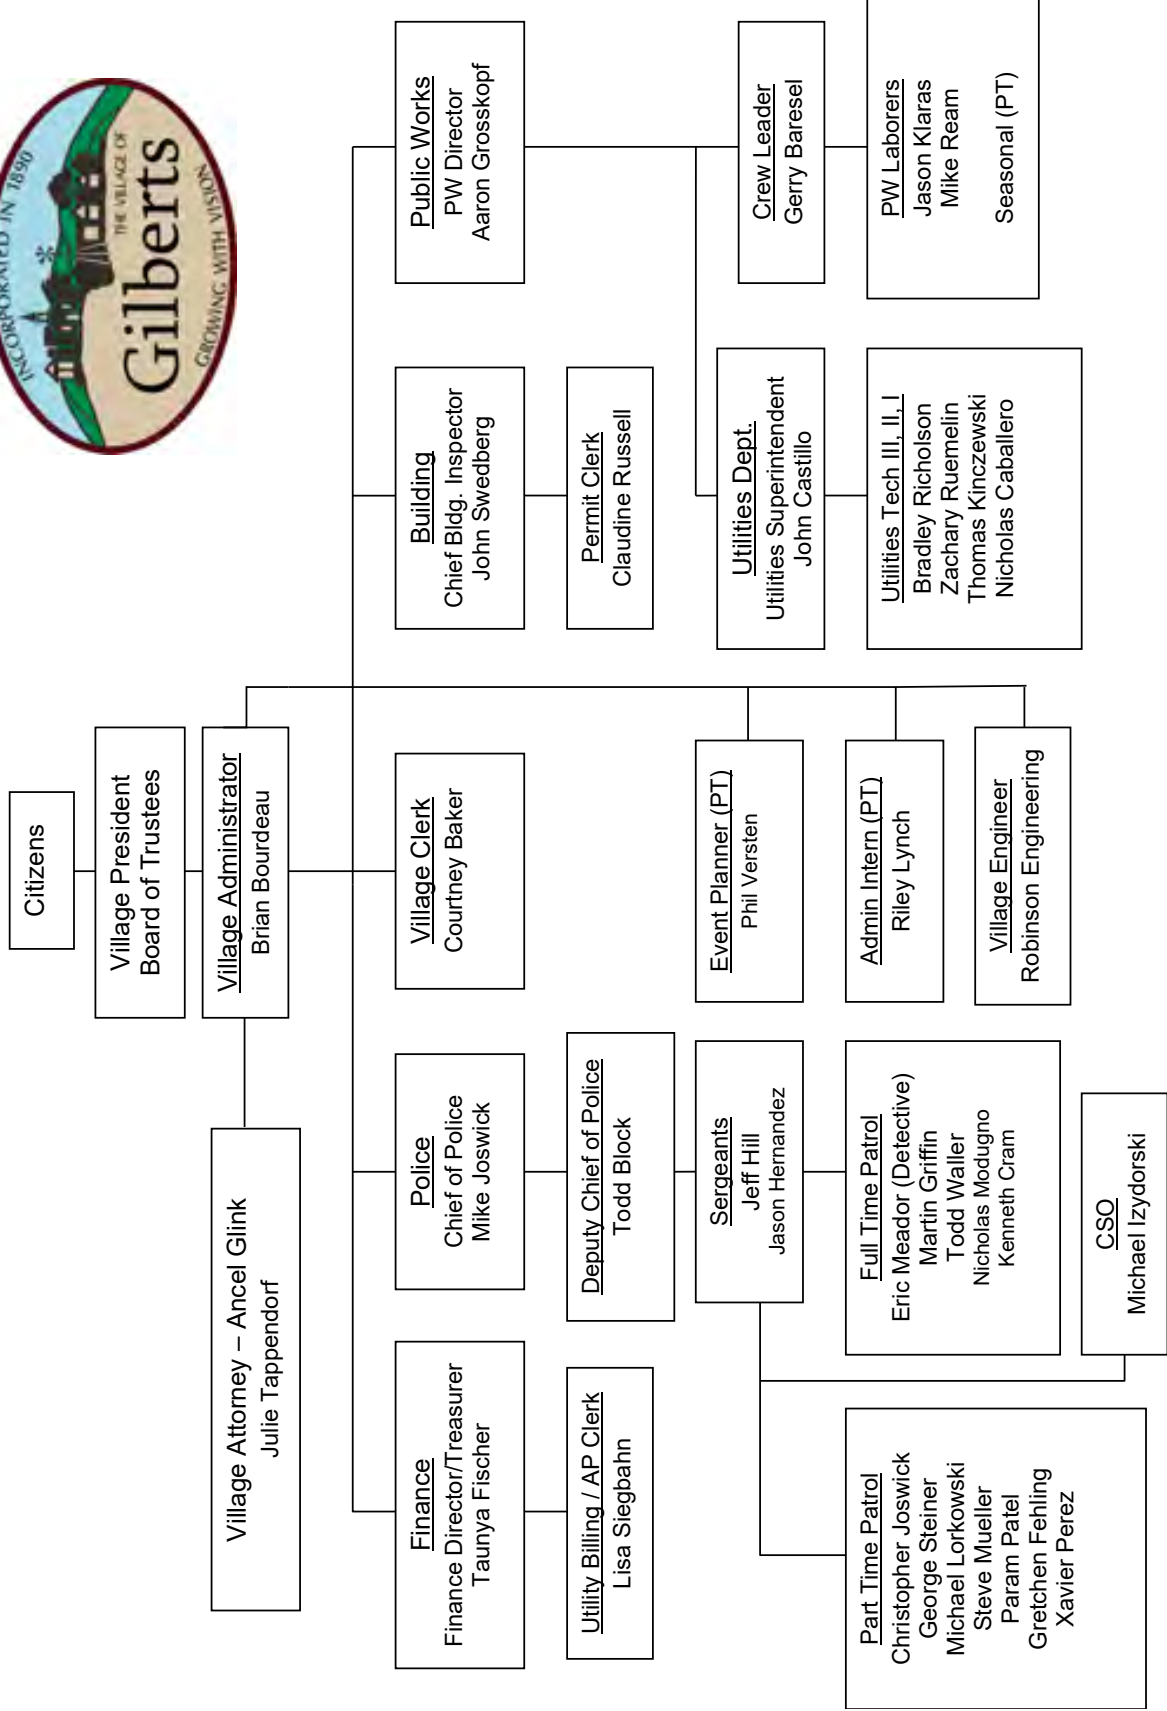 INCORPORATED IN 1890
THE VILLAGE OF
Gilberts
GROWING WITH VISION
Citizens
Village President
Board of Trustees
Village Administrator
Brian Bourdeau
Village Attorney – Ancel Glink
Julie Tappendorf
Finance
Finance Director/Treasurer
Taunya Fischer
Police
Chief of Police
Mike Joswick
Village Clerk
Courtney Baker
Building
Chief Bldg. Inspector
John Swedberg
Public Works
PW Director
Aaron Grosskopf
Utility Billing / AP Clerk
Lisa Siegbahn
Deputy Chief of Police
Todd Block
Permit Clerk
Claudine Russell
Sergeants
Jeff Hill
Jason Hernandez
Event Planner (PT)
Phil Versten
Utilities Dept.
Utilities Superintendent
John Castillo
Crew Leader
Gerry Baresel
Part Time Patrol
Christopher Joswick
George Steiner
Michael Lorkowski
Steve Mueller
Param Patel
Gretchen Fehling
Xavier Perez
Full Time Patrol
Eric Meador (Detective)
Martin Griffin
Todd Waller
Nicholas Modugno
Kenneth Cram
Admin Intern (PT)
Riley Lynch
Utilities Tech III, II, I
Bradley Richolson
Zachary Ruemelin
Thomas Kinczewski
Nicholas Caballero
PW Laborers
Jason Klaras
Mike Ream
Seasonal (PT)
Village Engineer
Robinson Engineering
CSO
Michael Izydorski